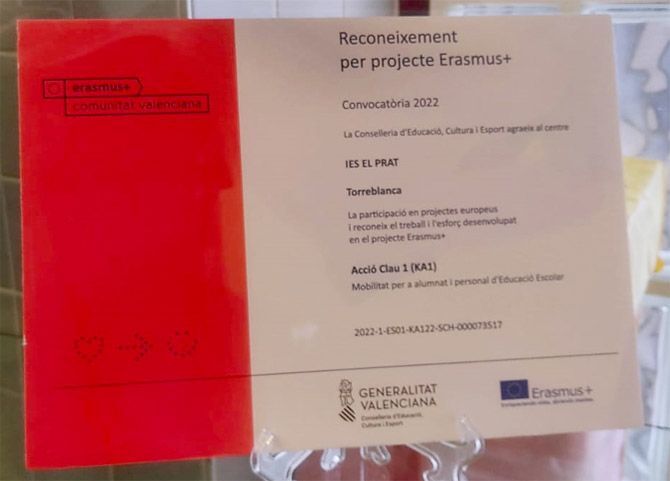 erasmus+
comunitat valenciana
Reconeixement
per projecte Erasmus+
Convocatòria 2022
La Conselleria d'Educació, Cultura i Esport agraeix al centre
IES EL PRAT
Torreblanca
La participació en projectes europeus
i reconeix el treball i l'esforç desenvolupat
en el projecte Erasmus+
Acció Clau 1 (KA1)
Mobilitat per a alumnat i personal d'Educació Escolar
2022-1-ES01-KA122-SCH-000073517
GENERALITAT
VALENCIANA
Conselleria d'Educació,
Cultura i Esport
Erasmus+